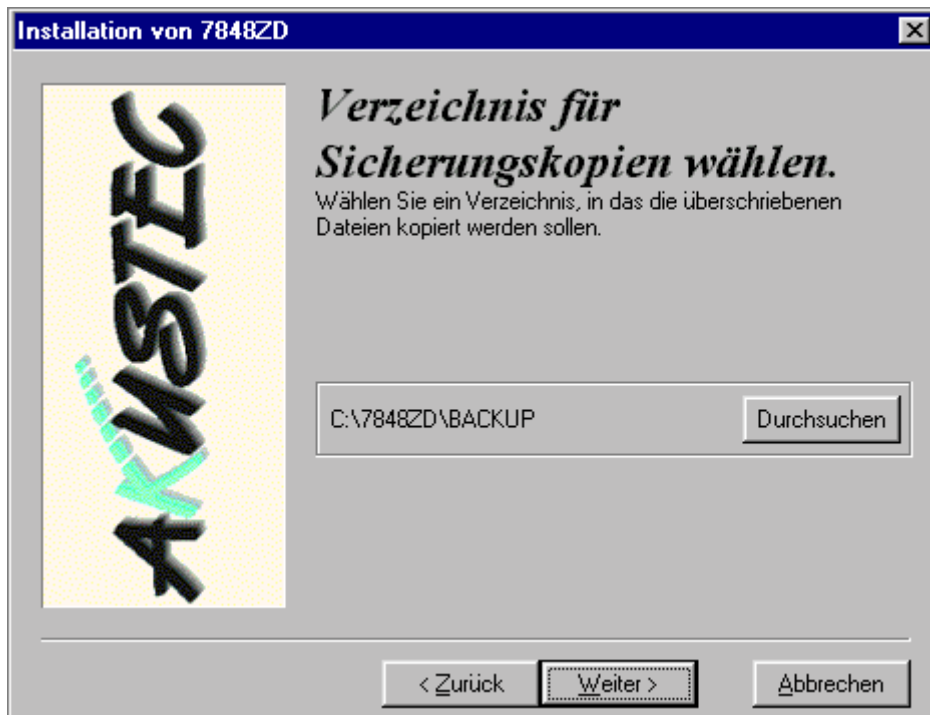 Installation von 7848ZD
AKUSTEC
Verzeichnis für
Sicherungskopien wählen.
Wählen Sie ein Verzeichnis, in das die überschriebenen
Dateien kopiert werden sollen.
C:\7848ZD\BACKUP
Durchsuchen
< Zurück
Weiter >
Abbrechen